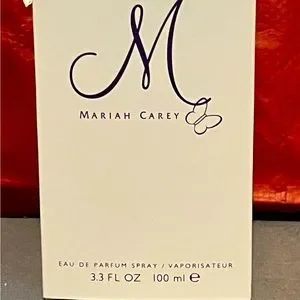 M
MARIAH CAREY
EAU DE PARFUM SPRAY / VAPORISATEUR
3.3 FL OZ 100 ml ℮